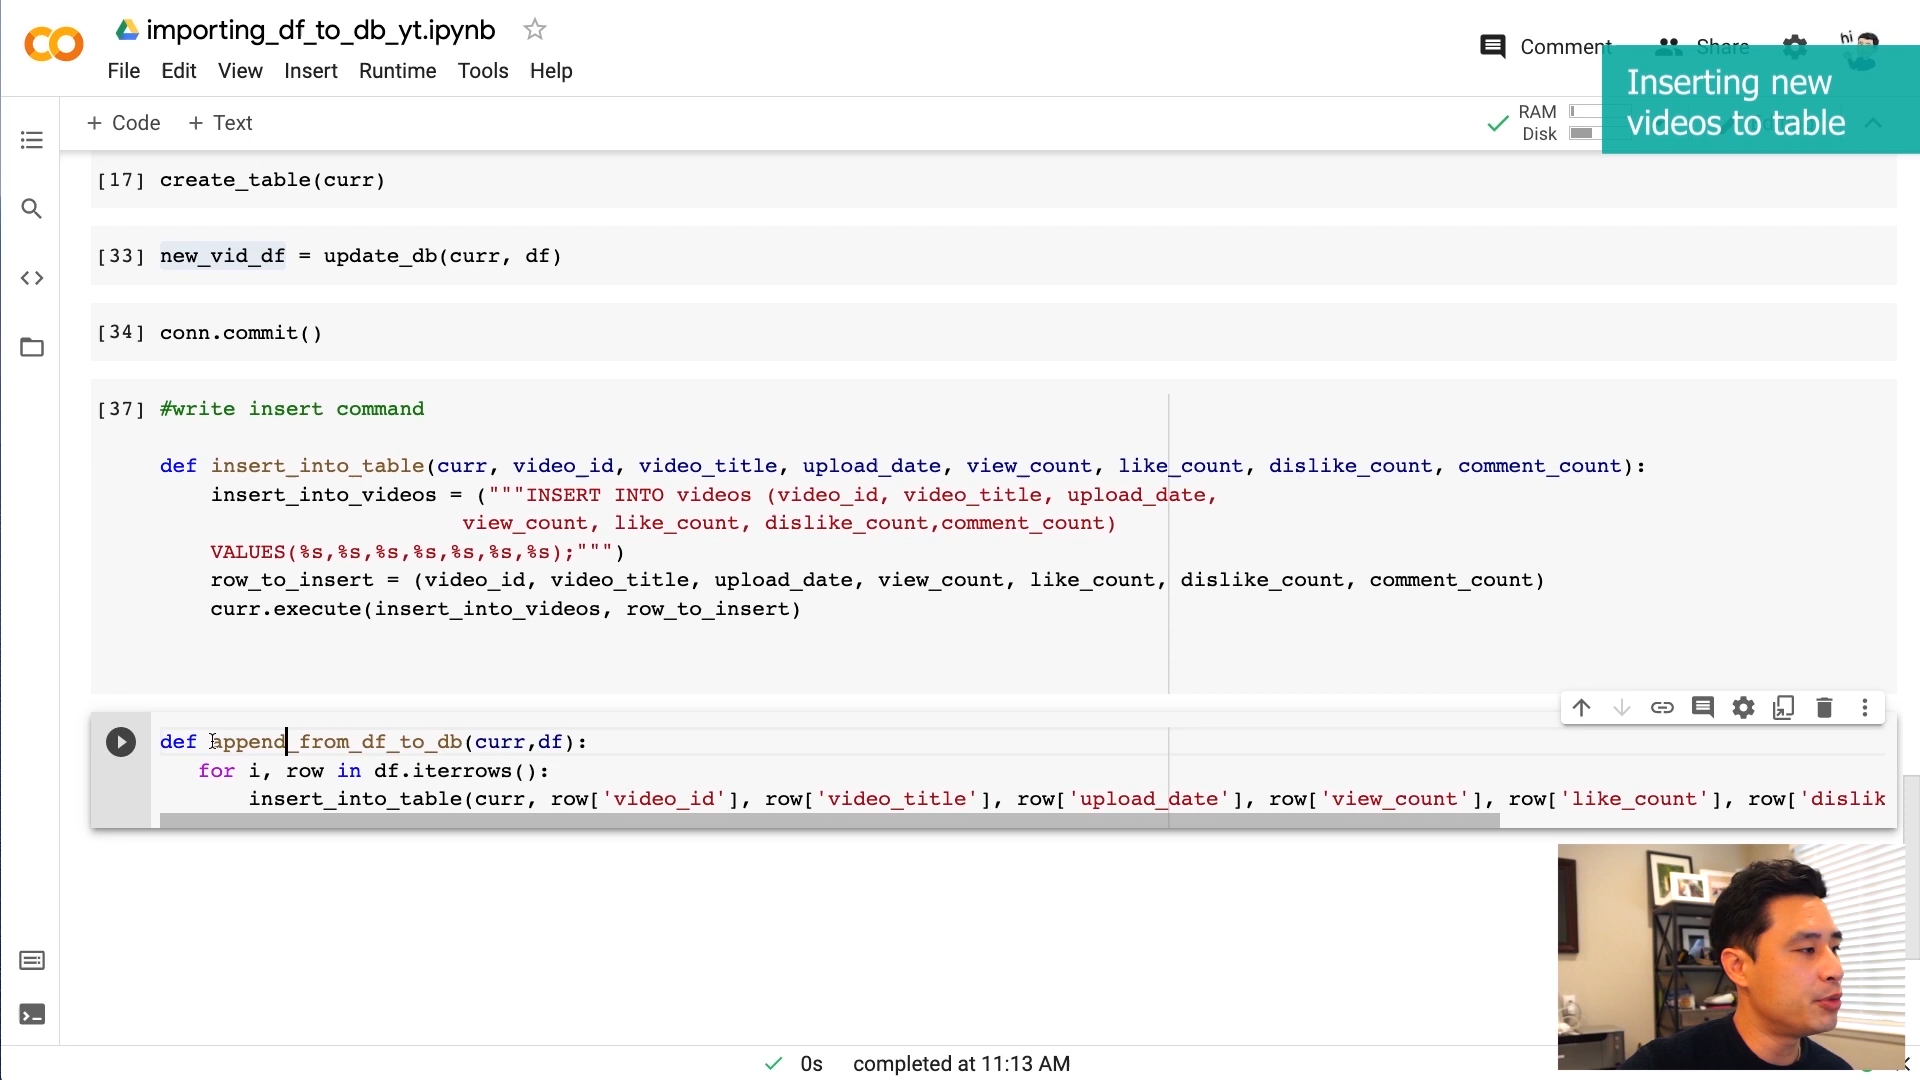 importing_df_to_db_yt.ipynb
File Edit View Insert Runtime Tools Help
Comment
Share
hi
Inserting new
videos to table
+ Code + Text
RAM
Disk
[17] create_table(curr)
[33] new_vid_df = update_db(curr, df)
[34] conn.commit()
[37] #write insert command
def insert_into_table(curr, video_id, video_title, upload_date, view_count, like_count, dislike_count, comment_count):
insert_into_videos = ("""INSERT INTO videos (video_id, video_title, upload_date,
view_count, like_count, dislike_count,comment_count)
VALUES(%s,%s,%s,%s,%s,%s,%s);""")
row_to_insert = (video_id, video_title, upload_date, view_count, like_count, dislike_count, comment_count)
curr.execute(insert_into_videos, row_to_insert)
def append_from_df_to_db(curr,df):
for i, row in df.iterrows():
insert_into_table(curr, row['video_id'], row['video_title'], row['upload_date'], row['view_count'], row['like_count'], row['dislik
0s completed at 11:13 AM